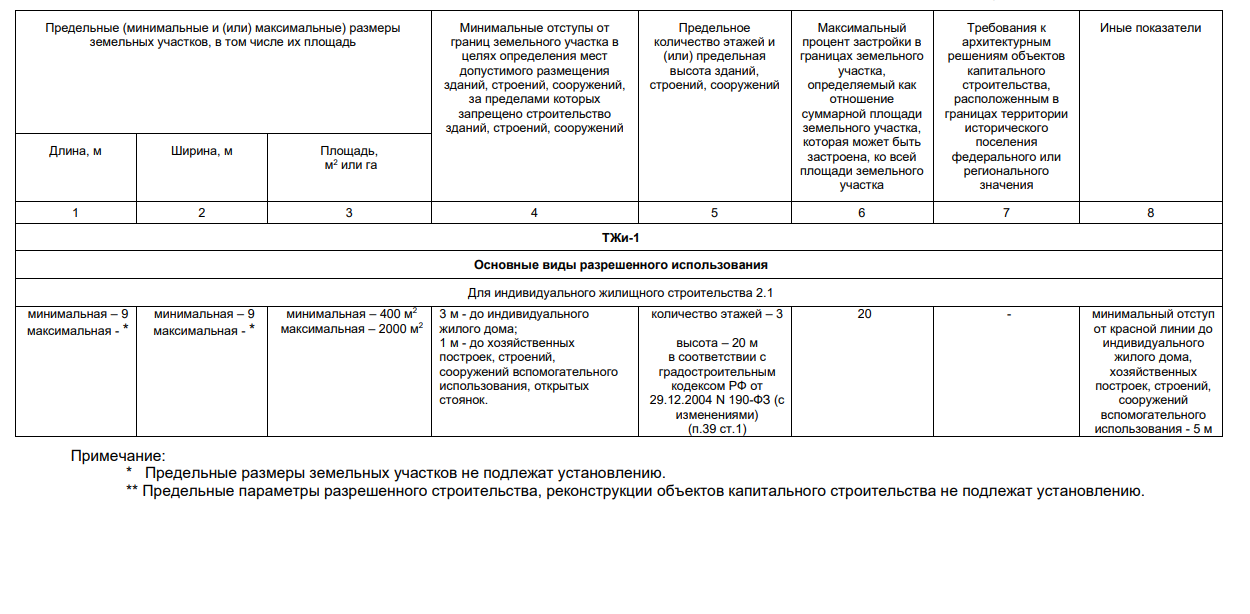 Предельные (минимальные и (или) максимальные) размеры
земельных участков, в том числе их площадь
Минимальные отступы от
границ земельного участка в
целях определения мест
допустимого размещения
зданий, строений, сооружений,
за пределами которых
запрещено строительство
зданий, строений, сооружений
Предельное
количество этажей и
(или) предельная
высота зданий,
строений, сооружений
Максимальный
процент застройки в
границах земельного
участка,
определяемый как
отношение
суммарной площади
земельного участка,
которая может быть
застроена, ко всей
площади земельного
участка
Требования к
архитектурным
решениям объектов
капитального
строительства,
расположенным в
границах территории
исторического
поселения
федерального или
регионального
значения
Иные показатели
Длина, м
Ширина, м
Площадь,
м² или га
1
2
3
4
5
6
7
8
ТЖи-1
Основные виды разрешенного использования
Для индивидуального жилищного строительства 2.1
минимальная – 9
максимальная - *
минимальная – 9
максимальная - *
минимальная – 400 м²
максимальная – 2000 м²
3 м - до индивидуального
жилого дома;
1 м - до хозяйственных
построек, строений,
сооружений вспомогательного
использования, открытых
стоянок.
количество этажей – 3
высота – 20 м
в соответствии с
градостроительным
кодексом РФ от
29.12.2004 N 190-ФЗ (с
изменениями)
(п.39 ст.1)
20
-
минимальный отступ
от красной линии до
индивидуального
жилого дома,
хозяйственных
построек, строений,
сооружений
вспомогательного
использования - 5 м
Примечание:
* Предельные размеры земельных участков не подлежат установлению.
** Предельные параметры разрешенного строительства, реконструкции объектов капитального строительства не подлежат установлению.